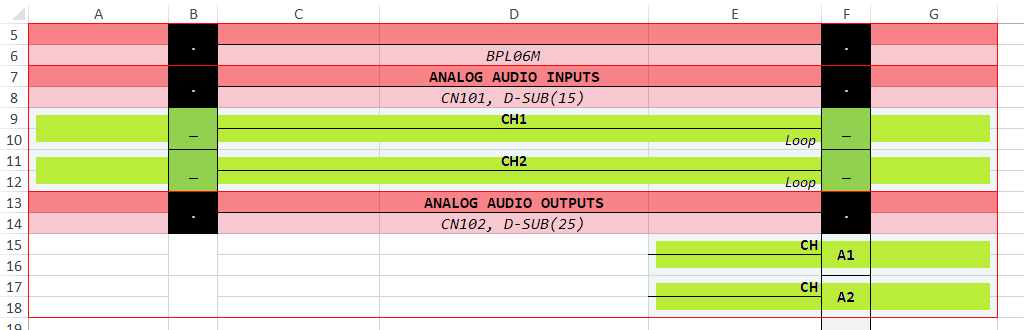 A B C D E F G
5
. .
6 BPL06M
7 ANALOG AUDIO INPUTS
. .
8 CN101, D-SUB(15)
9 CH1
10 _ Loop _
11 CH2
12 _ Loop _
13 ANALOG AUDIO OUTPUTS
. .
14 CN102, D-SUB(25)
15 CH
A1
16
17 CH
A2
18
19